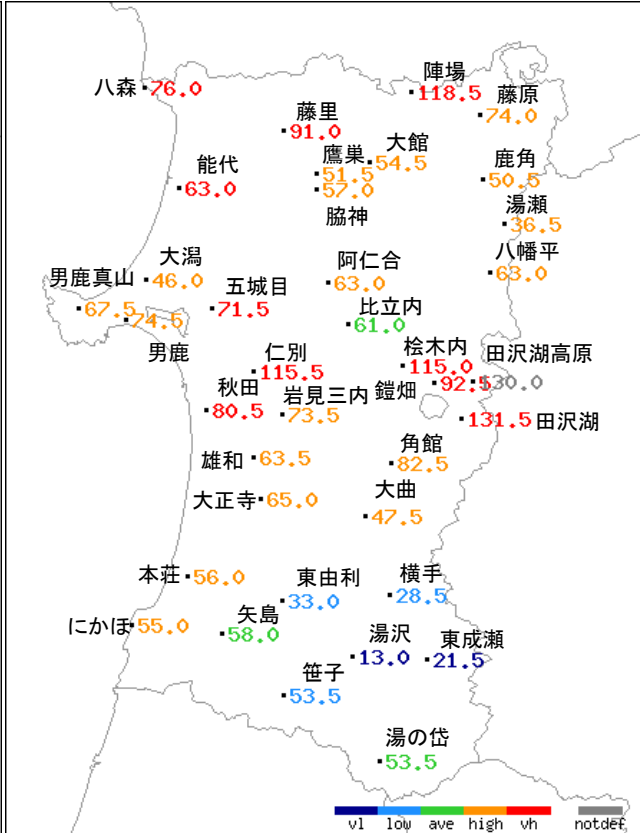 陣場
八森 76.0
118.5
藤原
74.0
藤里
91.0
大館
54.5
鷹巣
51.5
57.0
脇神
能代
63.0
鹿角
50.5
湯瀬
36.5
八幡平
63.0
大潟
46.0
男鹿真山
67.5
74.5
男鹿
五城目
71.5
阿仁合
63.0
比立内
61.0
仁別
115.5
桧木内
115.0
田沢湖高原
130.0
92.5
鎧畑
秋田
80.5
岩見三内
73.5
131.5 田沢湖
雄和 63.5
角館
82.5
大正寺 65.0
大曲
47.5
本荘 56.0
東由利
33.0
横手
28.5
にかほ 55.0
矢島
58.0
湯沢
13.0
東成瀬
21.5
笹子
53.5
湯の岱
53.5
vl low ave high vh notdef